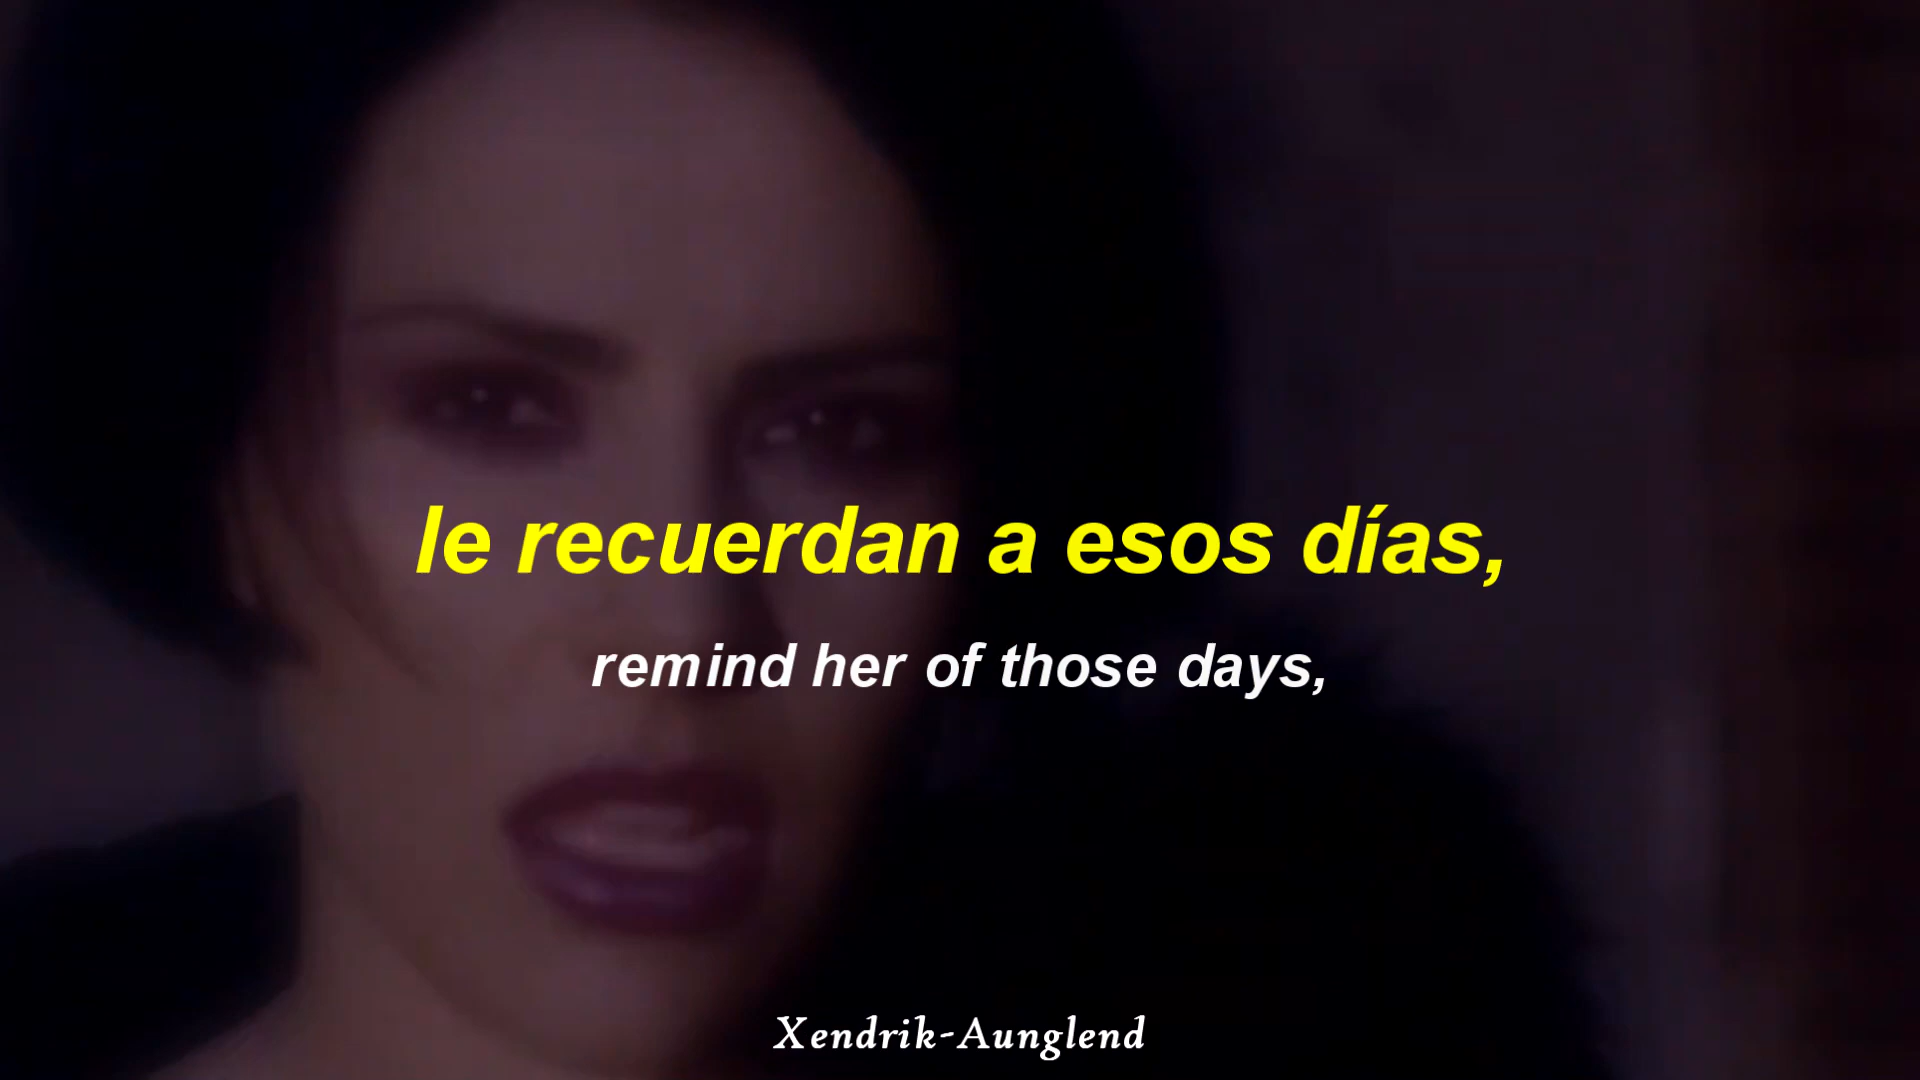 le recuerdan a esos días,
remind her of those days,
Xendrik-Aunglend